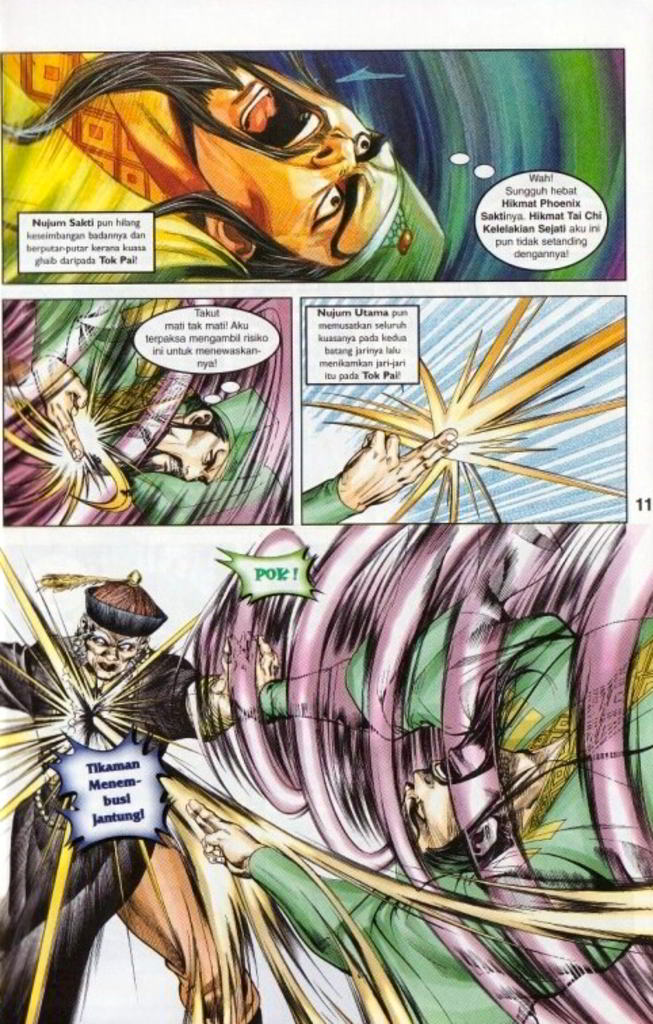 Nujum Sakti pun hilang
keseimbangan badannya dan
berputar-putar kerana kuasa
ghaib daripada Tok Pai!
Wah!
Sungguh hebat
Hikmat Phoenix
Saktinya. Hikmat Tai Chi
Kelelakian Sejati aku ini
pun tidak setanding
dengannya!
Takut
mati tak mati! Aku
terpaksa mengambil risiko
ini untuk menewaskan-
nya!
Nujum Utama pun
memusatkan seluruh
kuasanya pada kedua
batang jarinya lalu
menikamkan jari-jari
itu pada Tok Pai!
11
POK!
Tikaman
Menem-
busi
Jantung!